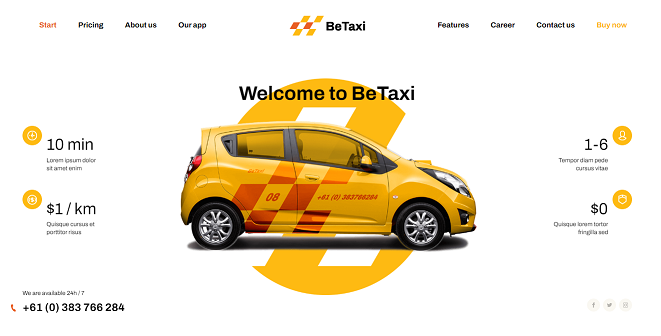 Start Pricing About us Our app BeTaxi Features Career Contact us Buy now
Welcome to BeTaxi
10 min
Lorem ipsum dolor
sit amet enim
$1 / km
Quisque cursus et
porttitor risus
1-6
Tempor diam pede
cursus vitae
$0
Quisque lorem tortor
fringilla sed
08
+61 (0) 383766284
We are available 24h / 7
+61 (0) 383 766 284